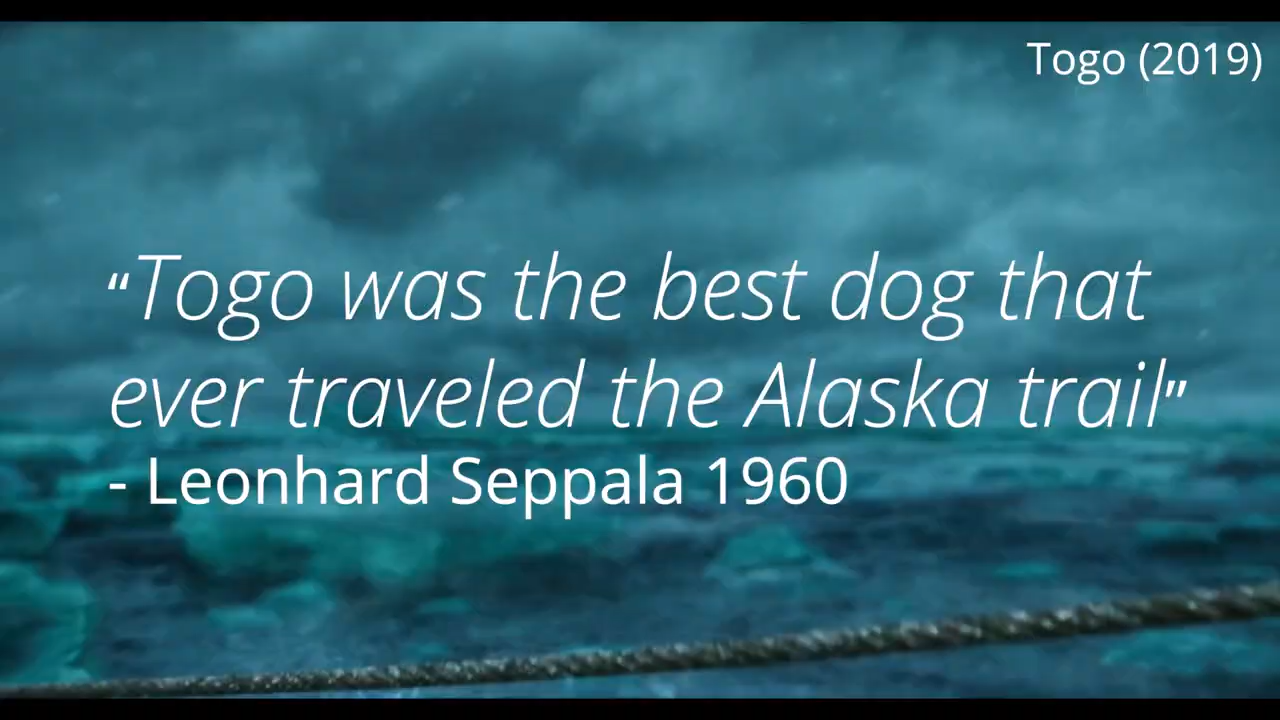 Togo (2019)
“Togo was the best dog that
ever traveled the Alaska trail”
- Leonhard Seppala 1960